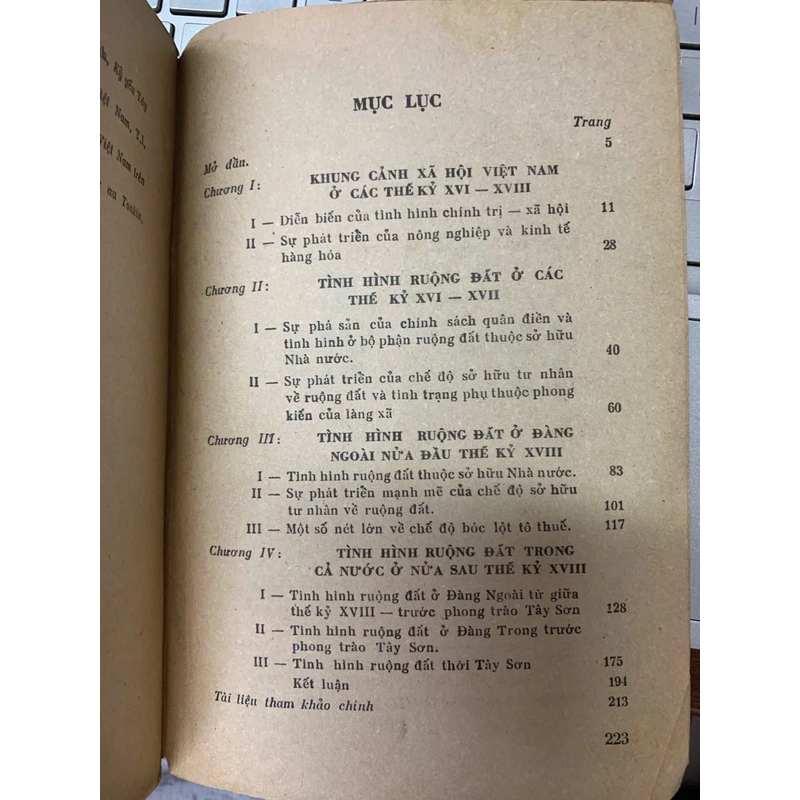 ản, Kỷ yếu Tây
iệt Nam, T.I,
Việt Nam trên
nu Tonkin,
MỤC LỤC
Trang
Mở đầu. 5
Chương I: KHUNG CẢNH XÃ HỘI VIỆT NAM
Ở CÁC THẾ KỶ XVI — XVIII
I — Diễn biến của tình hình chính trị — xã hội 11
II — Sự phát triển của nông nghiệp và kinh tế
hàng hóa 28
Chương II: TÌNH HÌNH RUỘNG ĐẤT Ở CÁC
THẾ KỶ XVI — XVII
I — Sự phá sản của chính sách quân điền và
tình hình ở bộ phận ruộng đất thuộc sở hữu
Nhà nước. 40
II — Sự phát triển của chế độ sở hữu tư nhân
về ruộng đất và tình trạng phụ thuộc phong
kiến của làng xã 60
Chương III: TÌNH HÌNH RUỘNG ĐẤT Ở ĐÀNG
NGOÀI NỬA ĐẦU THẾ KỶ XVIII
I — Tình hình ruộng đất thuộc sở hữu Nhà nước. 83
II — Sự phát triển mạnh mẽ của chế độ sở hữu
tư nhân về ruộng đất. 101
III — Một số nét lớn về chế độ bóc lột tô thuế. 117
Chương IV: TÌNH HÌNH RUỘNG ĐẤT TRONG
CẢ NƯỚC Ở NỬA SAU THẾ KỶ XVIII
I — Tình hình ruộng đất ở Đàng Ngoài từ giữa
thế kỷ XVIII — trước phong trào Tây Sơn 128
II — Tình hình ruộng đất ở Đàng Trong trước
phong trào Tây Sơn.
III — Tình hình ruộng đất thời Tây Sơn 175
Kết luận 194
Tài liệu tham khảo chính 213
223